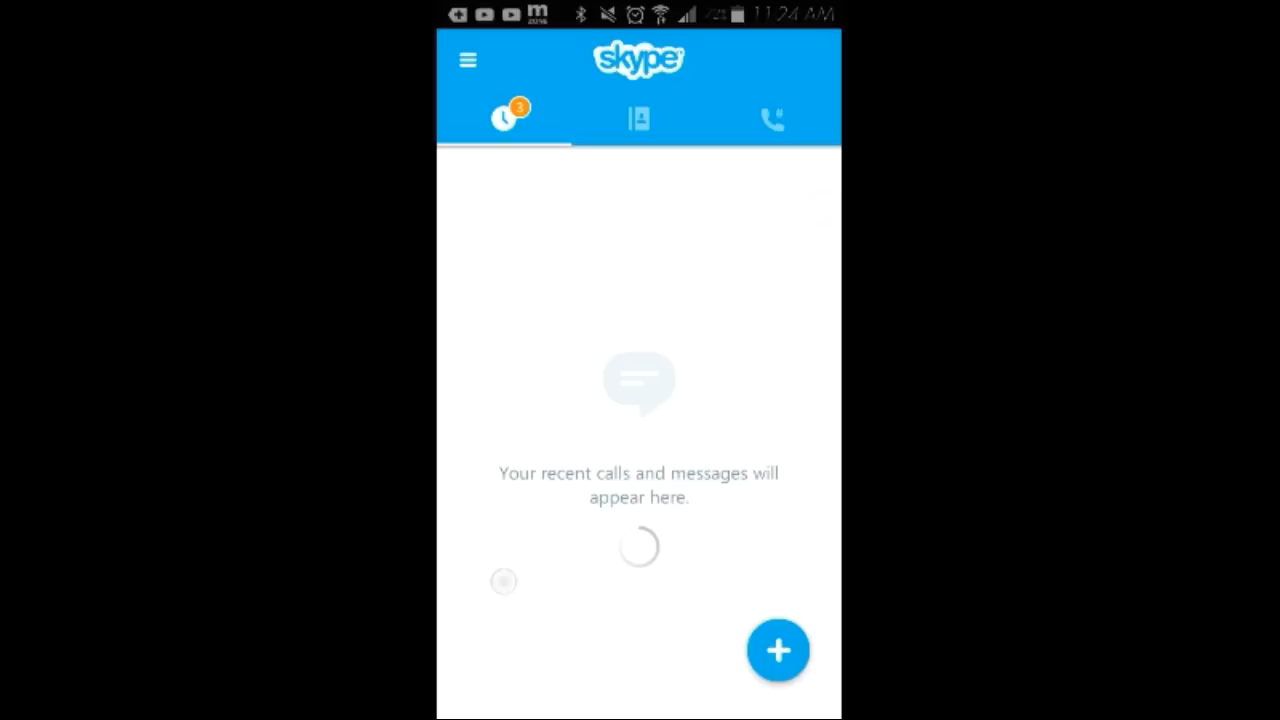 11:24 AM
skype
3
Your recent calls and messages will
appear here.